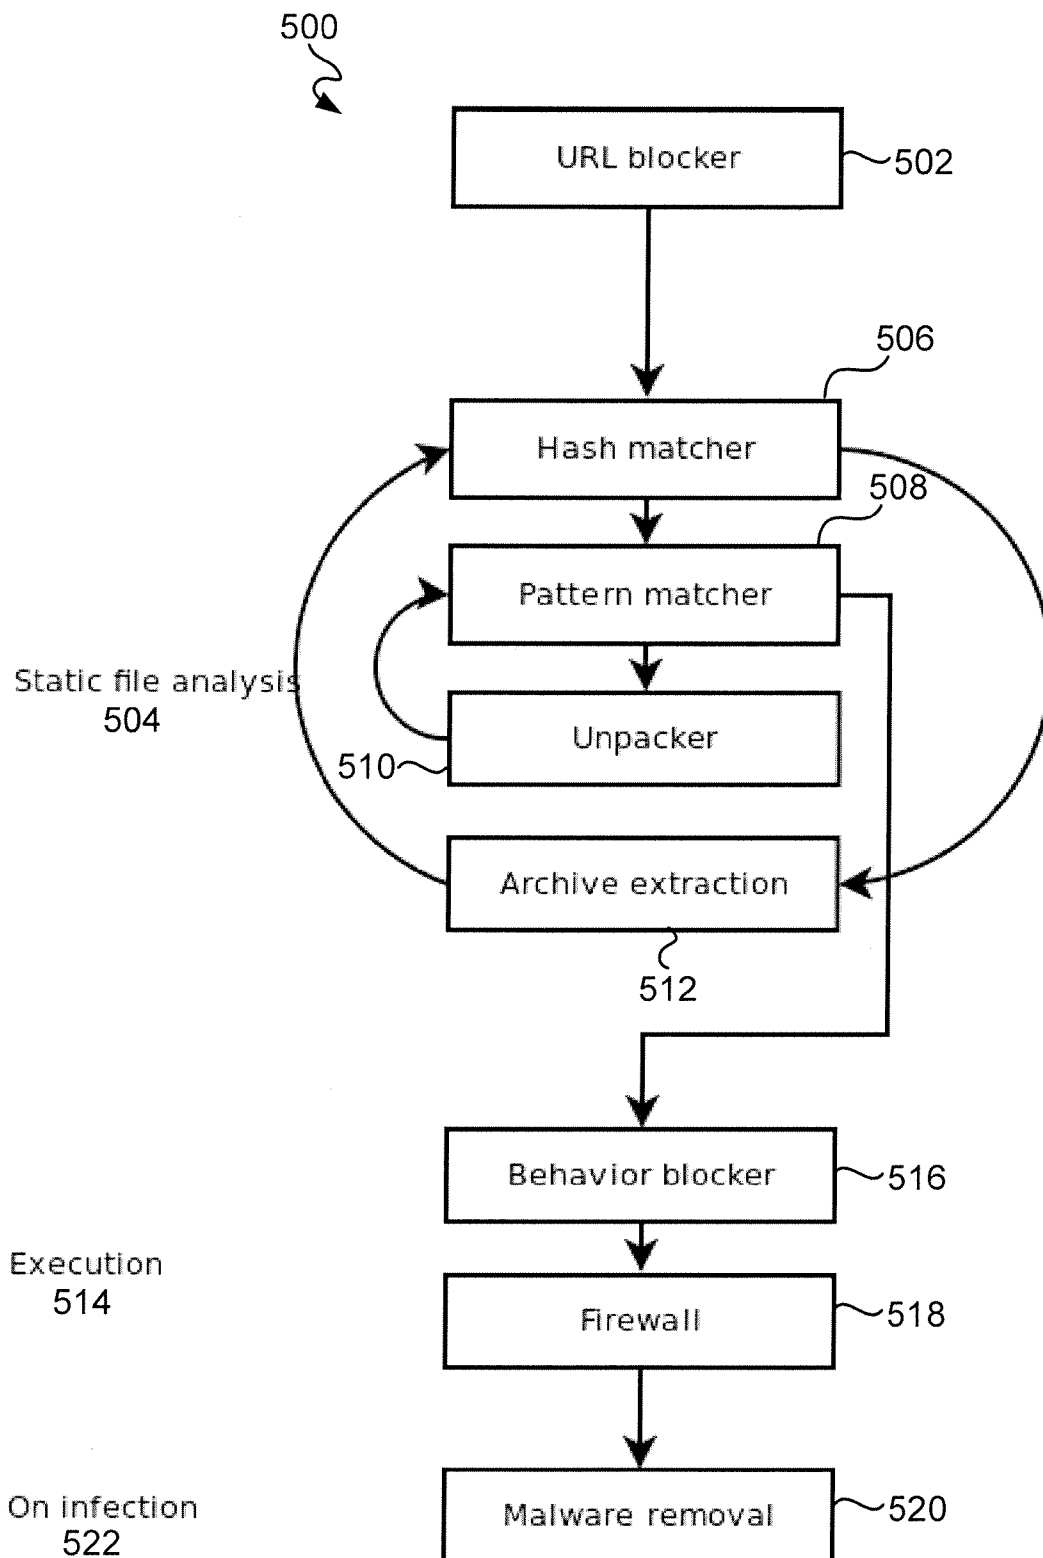 500
URL blocker
502
506
Hash matcher
508
Pattern matcher
Static file analysis
504
Unpacker
510
Archive extraction
512
Behavior blocker
516
Execution
514
Firewall
518
On infection
522
Malware removal
520